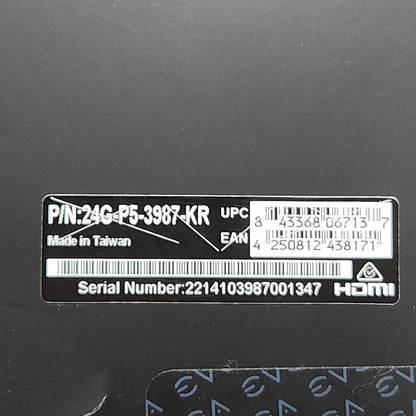 P/N:24G-P5-3987-KR
UPC
8 43368 06713 7
Made in Taiwan
EAN
4 250812 438171
Serial Number:2214103987001347
HDMI
EVGA